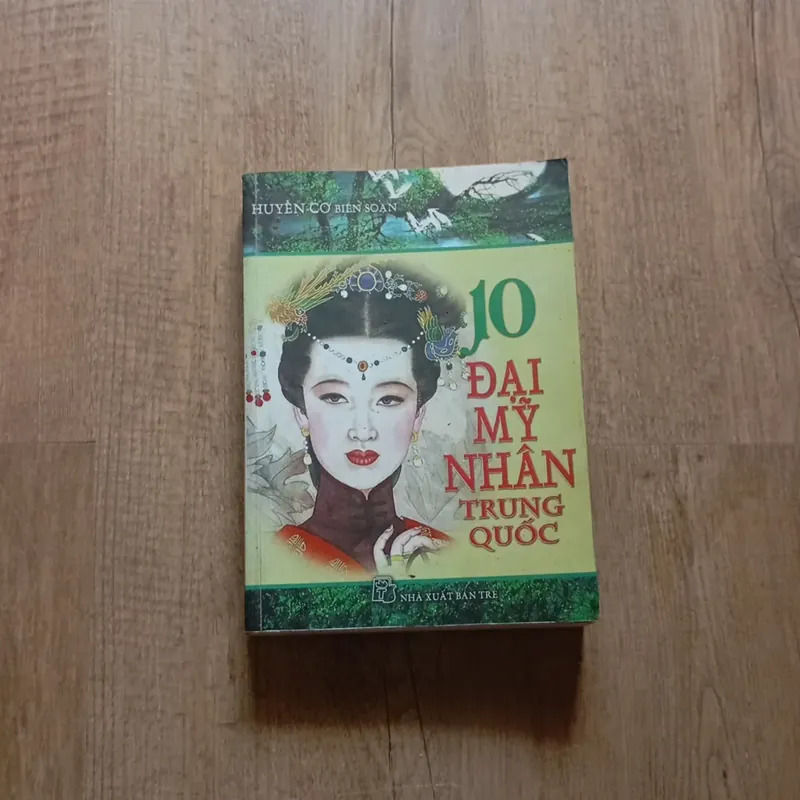 HUYỀN CƠ BIÊN SOẠN
10
ĐẠI
MỸ
NHÂN
TRUNG
QUỐC
NHÀ XUẤT BẢN TRẺ